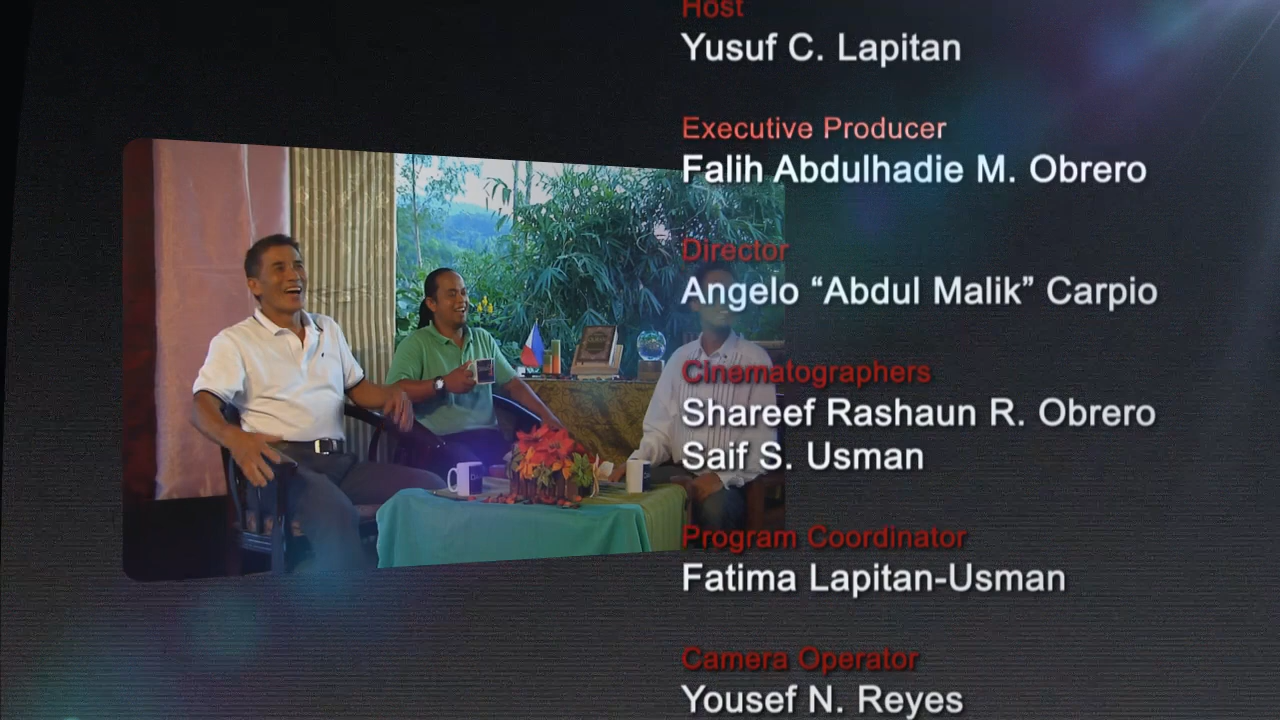 Host
Yusuf C. Lapitan
Executive Producer
Falih Abdulhadie M. Obrero
Director
Angelo “Abdul Malik” Carpio
Cinematographers
Shareef Rashaun R. Obrero
Saif S. Usman
Program Coordinator
Fatima Lapitan-Usman
Camera Operator
Yousef N. Reyes